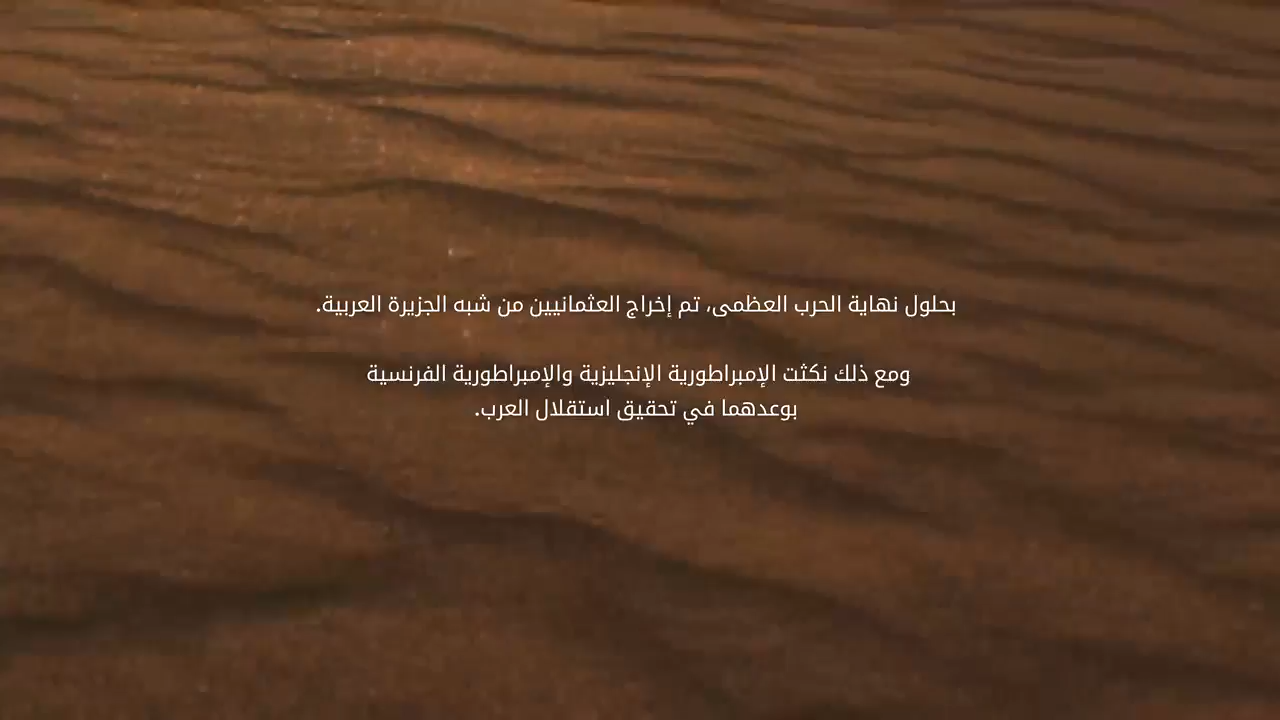 بحلول نهاية الحرب العظمى، تم إخراج العثمانيين من شبه الجزيرة العربية.
ومع ذلك نكثت الإمبراطورية الإنجليزية والإمبراطورية الفرنسية
بوعدهما في تحقيق استقلال العرب.